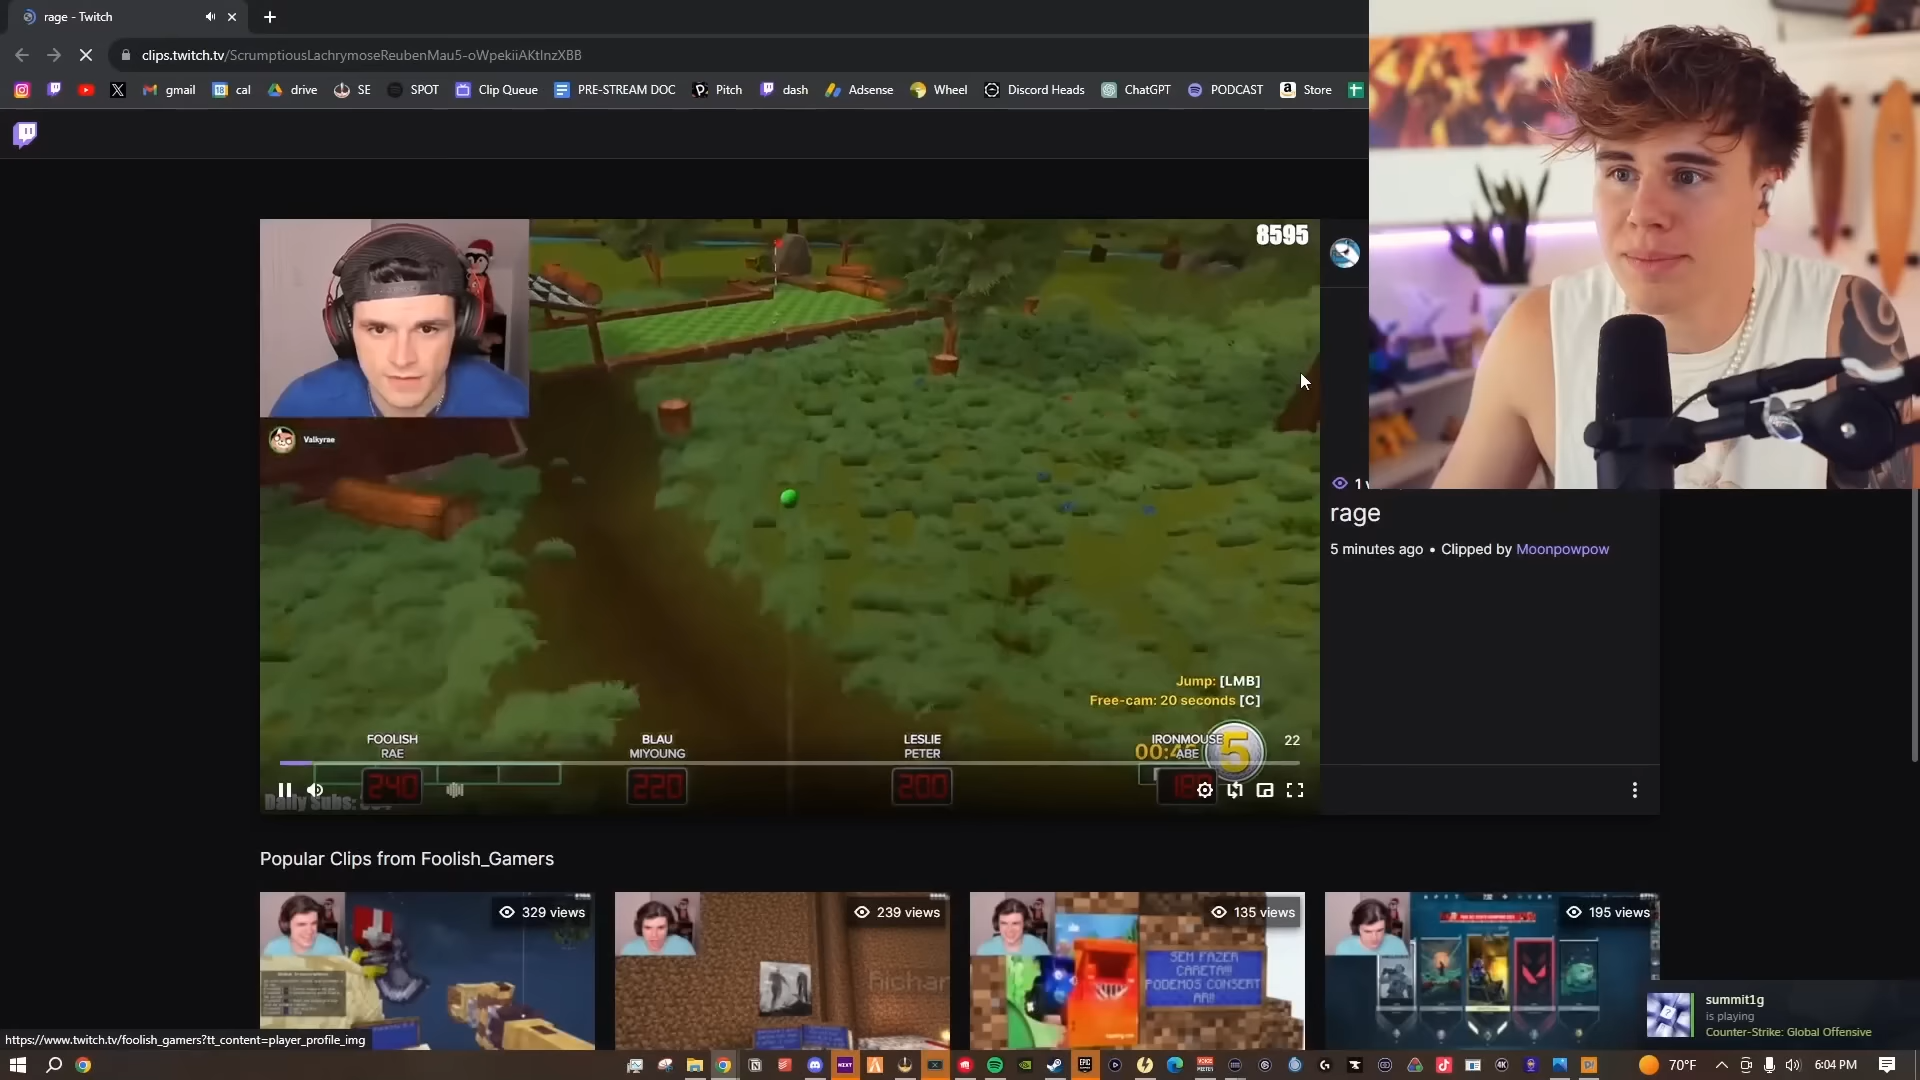 rage - Twitch
clips.twitch.tv/ScrumptiousLachrymoseReubenMau5-oWpekiiAKtInzXBB
gmail
cal
drive
SE
SPOT
Clip Queue
PRE-STREAM DOC
Pitch
dash
Adsense
Wheel
Discord Heads
ChatGPT
PODCAST
Store
8595
Valkyrae
1
rage
5 minutes ago • Clipped by Moonpowpow
Jump: [LMB]
Free-cam: 20 seconds [C]
FOOLISH
RAE
240
BLAU
MIYOUNG
220
LESLIE
PETER
200
IRONMOUSE
ABE
5
22
Daily Subs:
Popular Clips from Foolish_Gamers
329 views
239 views
135 views
195 views
SEM FAZER
CARETA!!!
PODEMOS CONSERT
AR!!
summit1g
is playing
Counter-Strike: Global Offensive
https://www.twitch.tv/foolish_gamers?tt_content=player_profile_img
70°F
6:04 PM